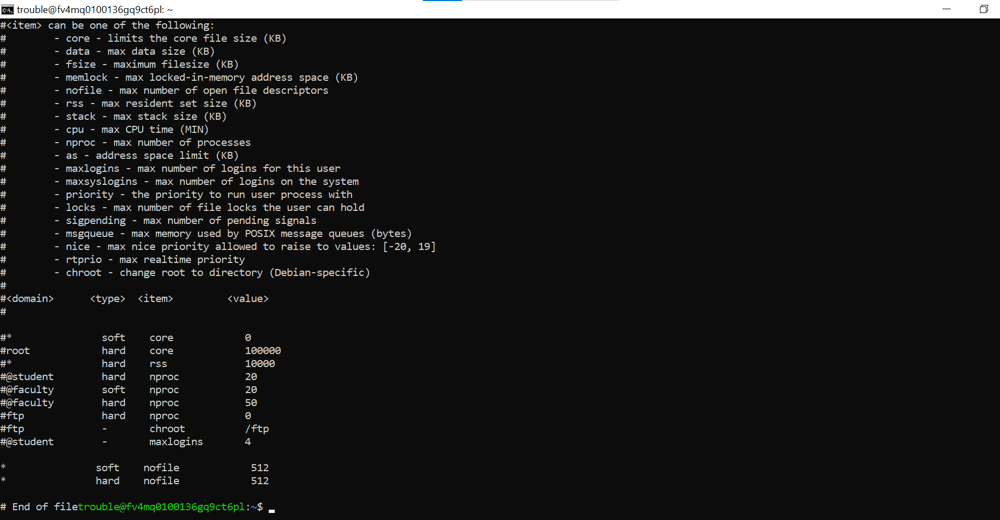 trouble@fv4mq0100136gq9ct6pl: ~
#<item> can be one of the following:
#        - core - limits the core file size (KB)
#        - data - max data size (KB)
#        - fsize - maximum filesize (KB)
#        - memlock - max locked-in-memory address space (KB)
#        - nofile - max number of open file descriptors
#        - rss - max resident set size (KB)
#        - stack - max stack size (KB)
#        - cpu - max CPU time (MIN)
#        - nproc - max number of processes
#        - as - address space limit (KB)
#        - maxlogins - max number of logins for this user
#        - maxsyslogins - max number of logins on the system
#        - priority - the priority to run user process with
#        - locks - max number of file locks the user can hold
#        - sigpending - max number of pending signals
#        - msgqueue - max memory used by POSIX message queues (bytes)
#        - nice - max nice priority allowed to raise to values: [-20, 19]
#        - rtprio - max realtime priority
#        - chroot - change root to directory (Debian-specific)
#
#<domain>      <type>  <item>         <value>
#
#*               soft    core            0
#root            hard    core            100000
#*               hard    rss             10000
#@student        hard    nproc           20
#@faculty        soft    nproc           20
#@faculty        hard    nproc           50
#ftp             hard    nproc           0
#ftp             -       chroot          /ftp
#@student        -       maxlogins       4
*               soft    nofile            512
*               hard    nofile            512
# End of filetrouble@fv4mq0100136gq9ct6pl:~$